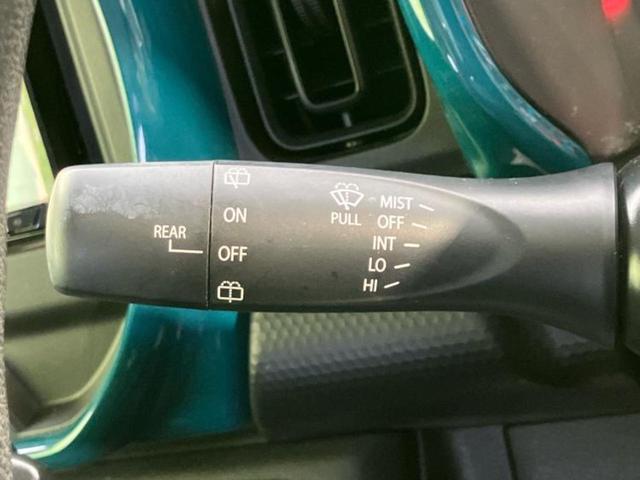 REAR
ON
OFF
PULL
MIST
OFF
INT
LO
HI